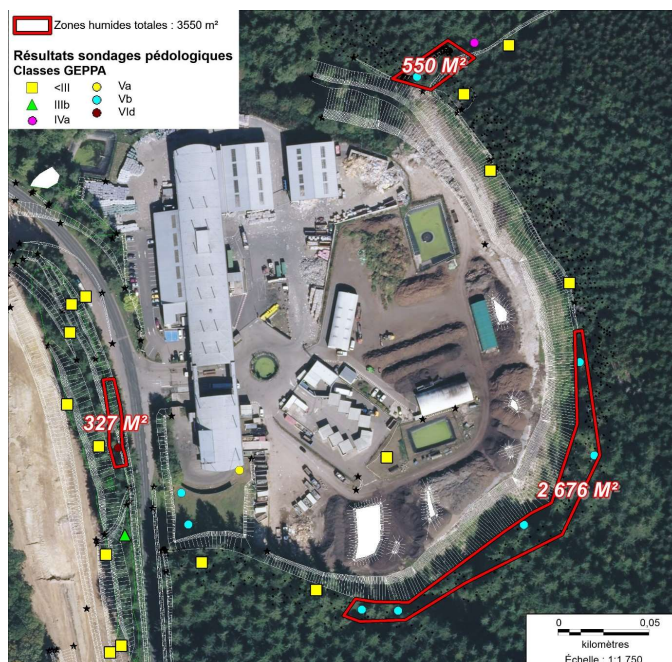 Zones humides totales : 3550 m²
Résultats sondages pédologiques
Classes GEPPA
<III
IIIb
IVa
Va
Vb
VId
550 M²
327 M²
2 676 M²
0 0,05
kilomètres
Échelle : 1:1 750